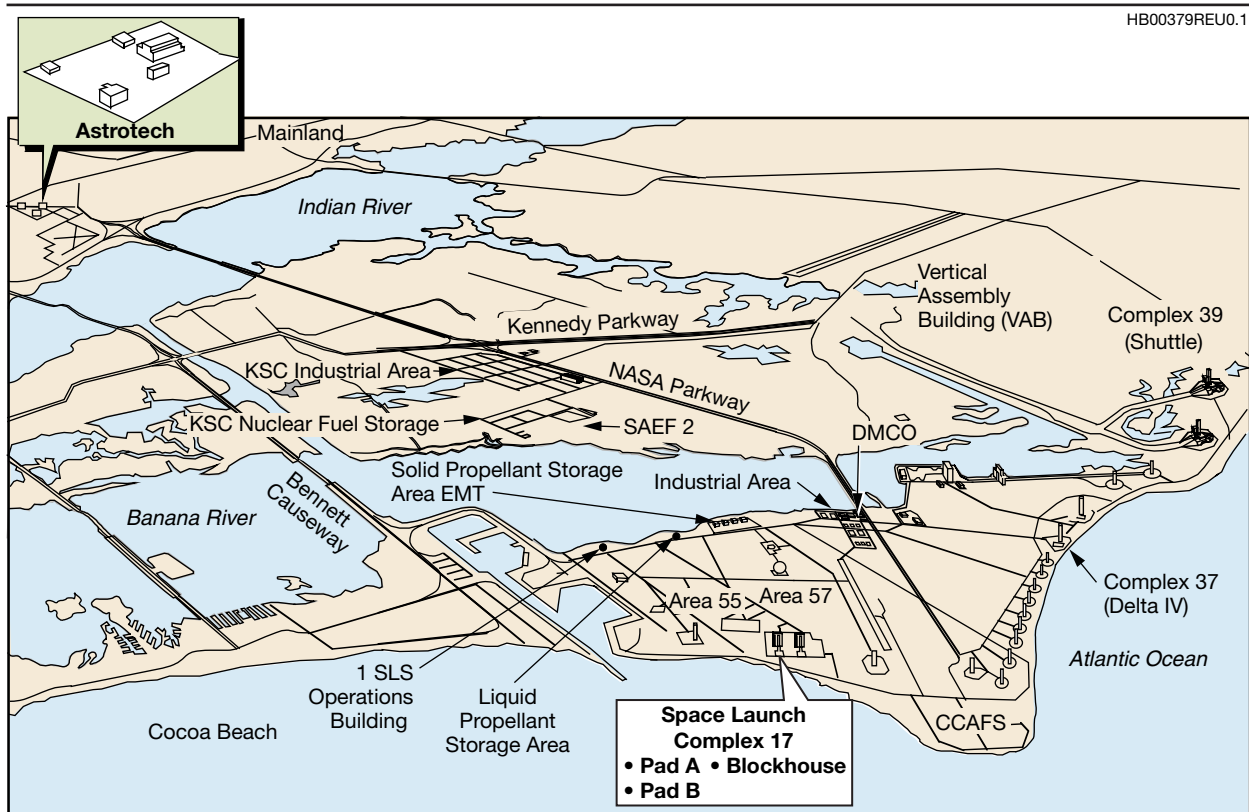 HB00379REU0.1
Astrotech
Mainland
Indian River
Vertical
Assembly
Building (VAB)
Complex 39
(Shuttle)
Kennedy Parkway
KSC Industrial Area
NASA Parkway
KSC Nuclear Fuel Storage
SAEF 2
DMCO
Solid Propellant Storage
Area EMT
Industrial Area
Bennett
Causeway
Banana River
Complex 37
(Delta IV)
Area 55
Area 57
Atlantic Ocean
1 SLS
Operations
Building
Liquid
Propellant
Storage Area
Cocoa Beach
Space Launch
Complex 17
• Pad A • Blockhouse
• Pad B
CCAFS